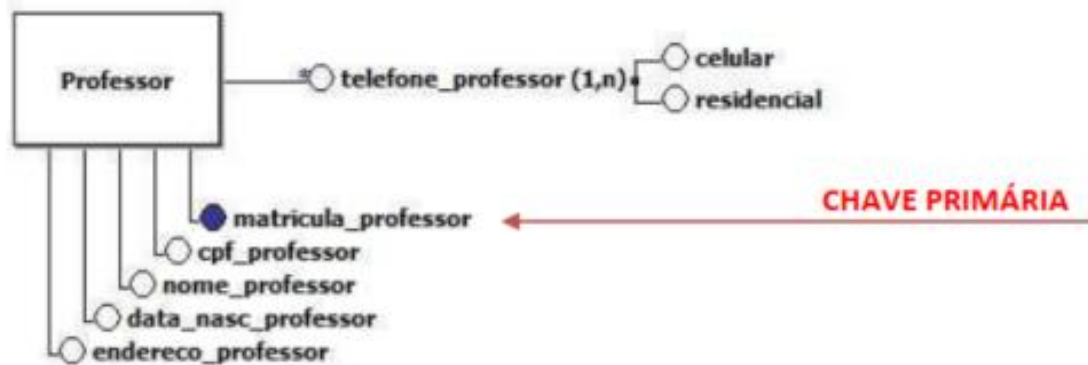 Professor
telefone_professor (1,n)
celular
residencial
CHAVE PRIMÁRIA
matricula_professor
cpf_professor
nome_professor
data_nasc_professor
endereco_professor